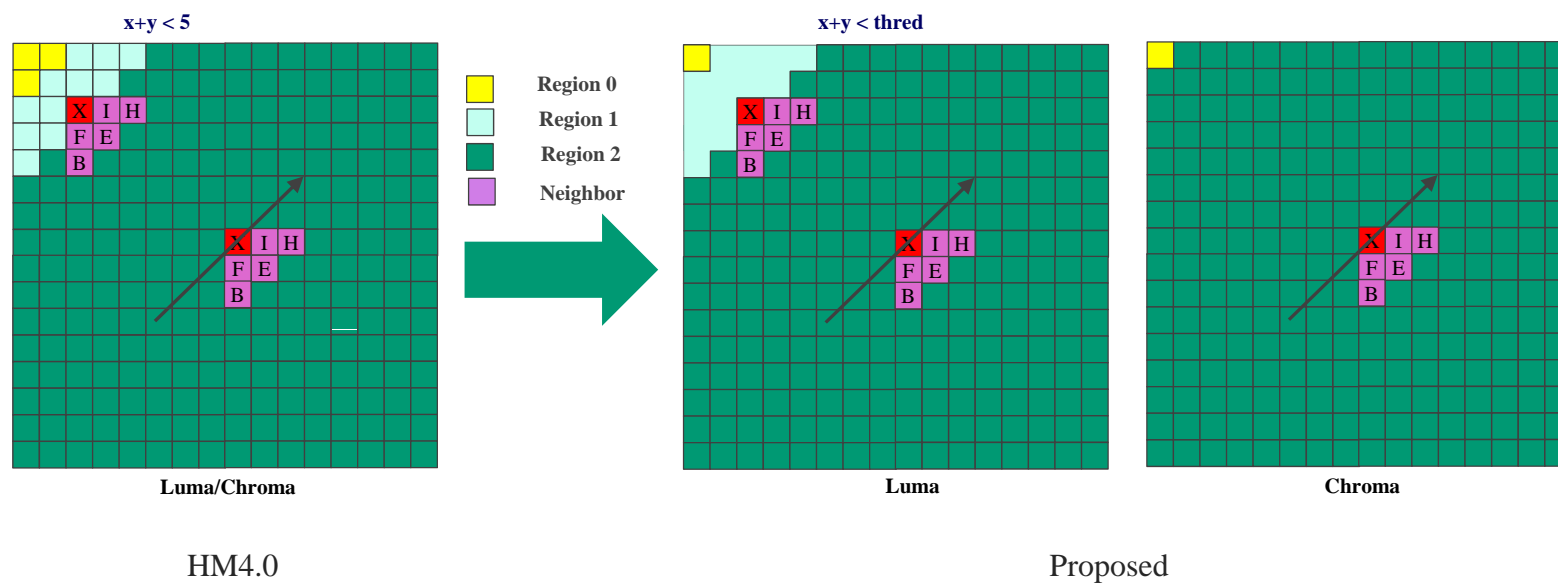 x+y < 5
x+y < thred
Region 0
Region 1
Region 2
Neighbor
X I H
F E
B
X I H
F E
B
X I H
F E
B
X I H
F E
B
X I H
F E
B
Luma/Chroma
Luma
Chroma
HM4.0
Proposed